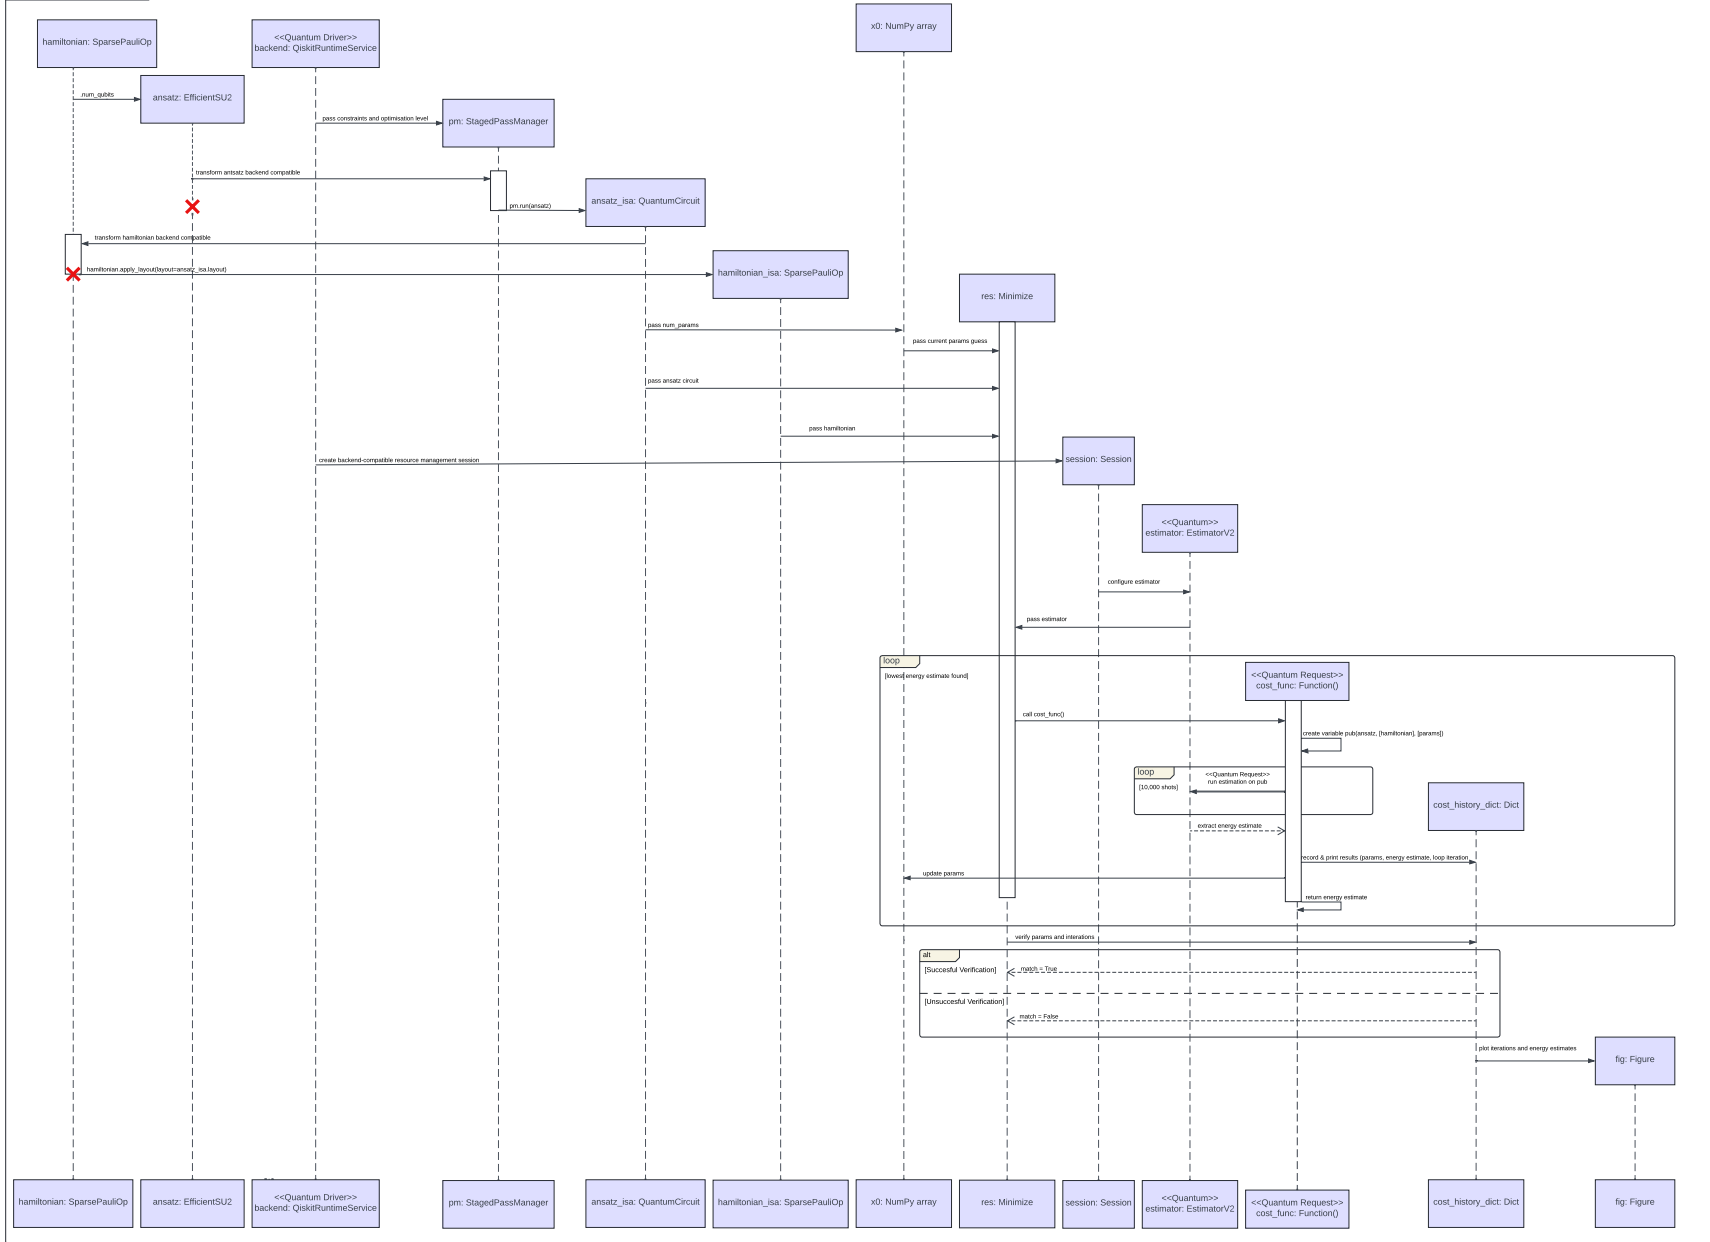 x0: NumPy array
hamiltonian: SparsePauliOp
<<Quantum Driver>>
backend: QiskitRuntimeService
.num_qubits
ansatz: EfficientSU2
pass constraints and optimisation level
pm: StagedPassManager
transform antsatz backend compatible
ansatz_isa: QuantumCircuit
pm.run(ansatz)
transform hamiltonian backend compatible
hamiltonian.apply_layout(layout=ansatz_isa.layout)
hamiltonian_isa: SparsePauliOp
res: Minimize
pass num_params
pass current params guess
pass ansatz circuit
pass hamiltonian
create backend-compatible resource management session
session: Session
<<Quantum>>
estimator: EstimatorV2
configure estimator
pass estimator
loop
[lowest energy estimate found]
<<Quantum Request>>
cost_func: Function()
call cost_func()
create variable pub(ansatz, [hamiltonian], [params])
loop
[10,000 shots]
<<Quantum Request>>
run estimation on pub
cost_history_dict: Dict
extract energy estimate
record & print results (params, energy estimate, loop iteration
update params
return energy estimate
verify params and interations
alt
[Succesful Verification]
match = True
[Unsuccesful Verification]
match = False
plot iterations and energy estimates
fig: Figure
hamiltonian: SparsePauliOp
ansatz: EfficientSU2
<<Quantum Driver>>
backend: QiskitRuntimeService
pm: StagedPassManager
ansatz_isa: QuantumCircuit
hamiltonian_isa: SparsePauliOp
x0: NumPy array
res: Minimize
session: Session
<<Quantum>>
estimator: EstimatorV2
<<Quantum Request>>
cost_func: Function()
cost_history_dict: Dict
fig: Figure